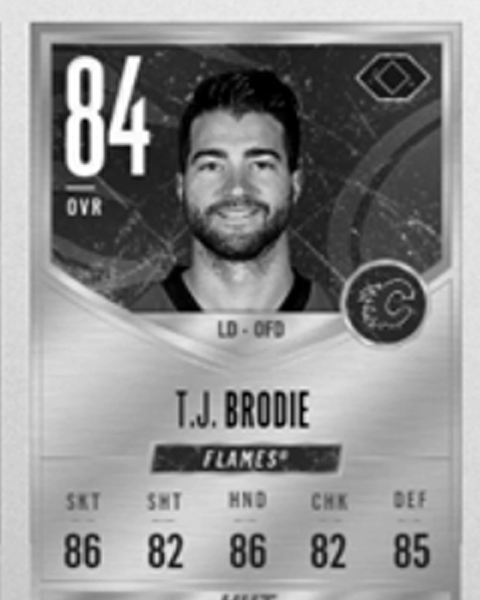 84
OVR
LD - OFD
T.J. BRODIE
FLAMES®
SKT SHT HND CHK DEF
86 82 86 82 85